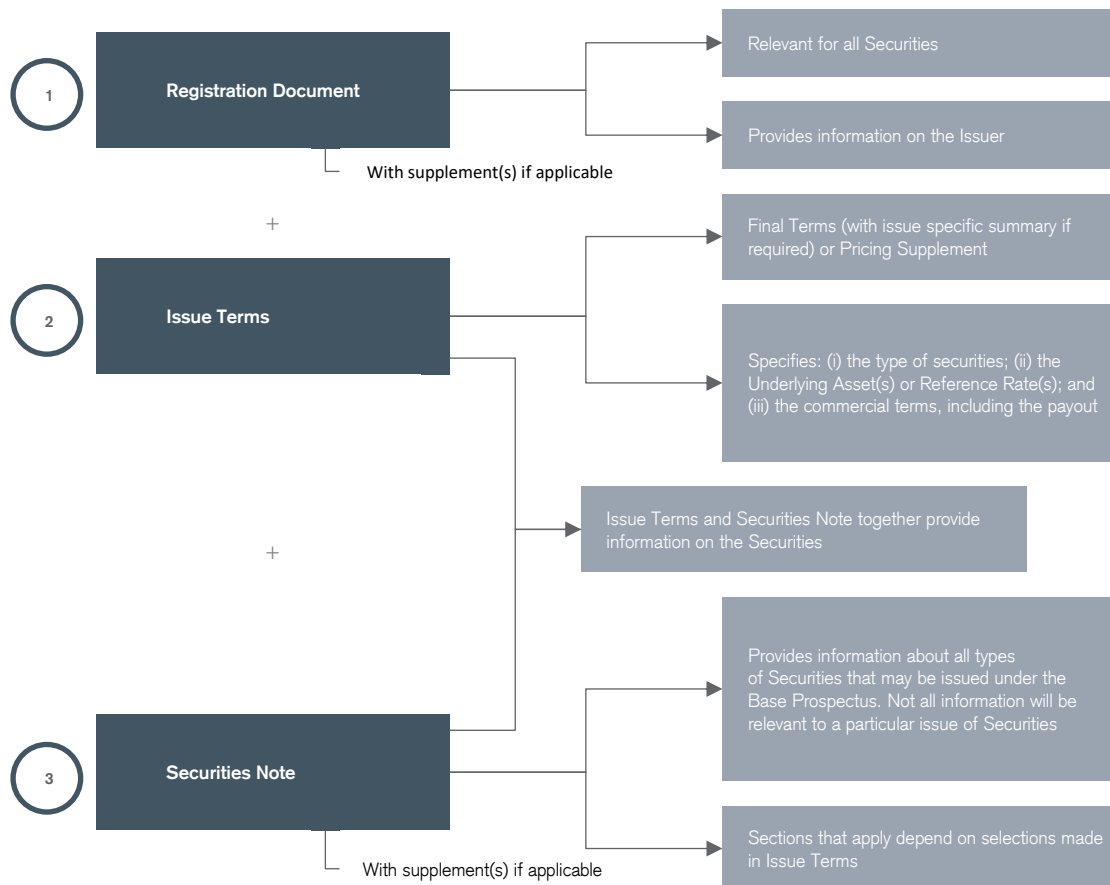 1
Registration Document
Relevant for all Securities
Provides information on the Issuer
With supplement(s) if applicable
+
2
Issue Terms
Final Terms (with issue specific summary if
required) or Pricing Supplement
Specifies: (i) the type of securities; (ii) the
Underlying Asset(s) or Reference Rate(s); and
(iii) the commercial terms, including the payout
Issue Terms and Securities Note together provide
information on the Securities
+
3
Securities Note
Provides information about all types
of Securities that may be issued under the
Base Prospectus. Not all information will be
relevant to a particular issue of Securities
Sections that apply depend on selections made
in Issue Terms
With supplement(s) if applicable